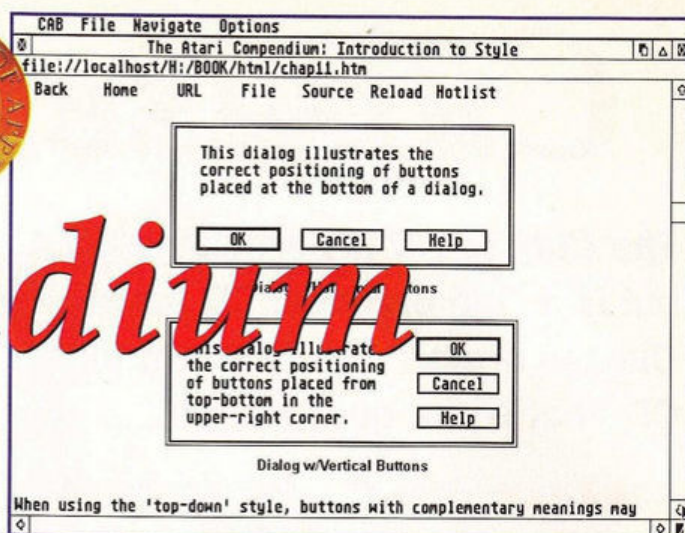 CAB File Navigate Options
The Atari Compendium: Introduction to Style
file://localhost/H:/BOOK/html/chap11.htm
Back Home URL File Source Reload Hotlist
This dialog illustrates the
correct positioning of buttons
placed at the bottom of a dialog.
OK Cancel Help
dium
This dialog illustrates
the correct positioning
of buttons placed from
top-bottom in the
upper-right corner.
OK
Cancel
Help
Dialog w/Vertical Buttons
When using the 'top-down' style, buttons with complementary meanings may